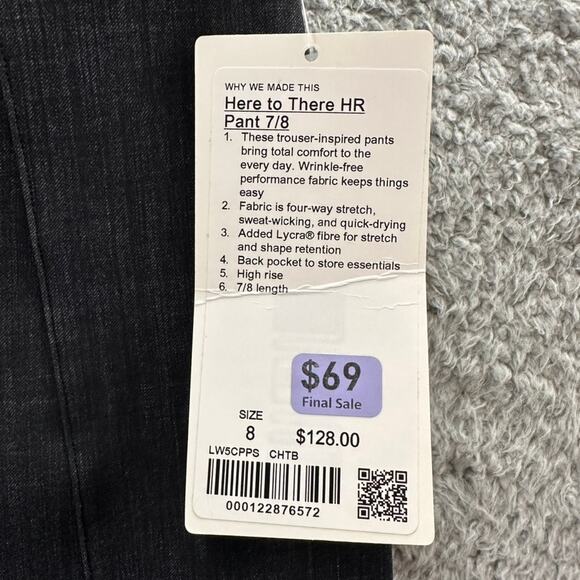 WHY WE MADE THIS
Here to There HR
Pant 7/8
1. These trouser-inspired pants
bring total comfort to the
every day. Wrinkle-free
performance fabric keeps things
easy
2. Fabric is four-way stretch,
sweat-wicking, and quick-drying
3. Added Lycra® fibre for stretch
and shape retention
4. Back pocket to store essentials
5. High rise
6. 7/8 length
$69
Final Sale
SIZE
8 $128.00
LW5CPPS CHTB
000122876572